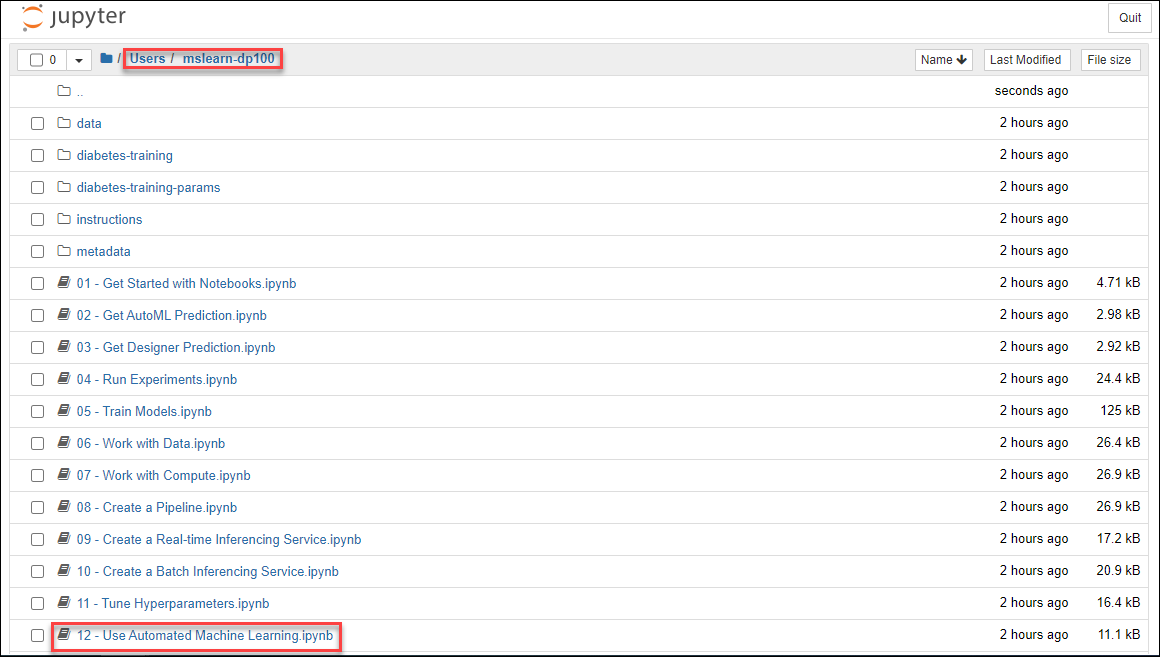 jupyter Quit
0 / Users / mslearn-dp100 Name Last Modified File size
.. seconds ago
data 2 hours ago
diabetes-training 2 hours ago
diabetes-training-params 2 hours ago
instructions 2 hours ago
metadata 2 hours ago
01 - Get Started with Notebooks.ipynb 2 hours ago 4.71 kB
02 - Get AutoML Prediction.ipynb 2 hours ago 2.98 kB
03 - Get Designer Prediction.ipynb 2 hours ago 2.92 kB
04 - Run Experiments.ipynb 2 hours ago 24.4 kB
05 - Train Models.ipynb 2 hours ago 125 kB
06 - Work with Data.ipynb 2 hours ago 26.4 kB
07 - Work with Compute.ipynb 2 hours ago 26.9 kB
08 - Create a Pipeline.ipynb 2 hours ago 26.9 kB
09 - Create a Real-time Inferencing Service.ipynb 2 hours ago 17.2 kB
10 - Create a Batch Inferencing Service.ipynb 2 hours ago 20.9 kB
11 - Tune Hyperparameters.ipynb 2 hours ago 16.4 kB
12 - Use Automated Machine Learning.ipynb 2 hours ago 11.1 kB